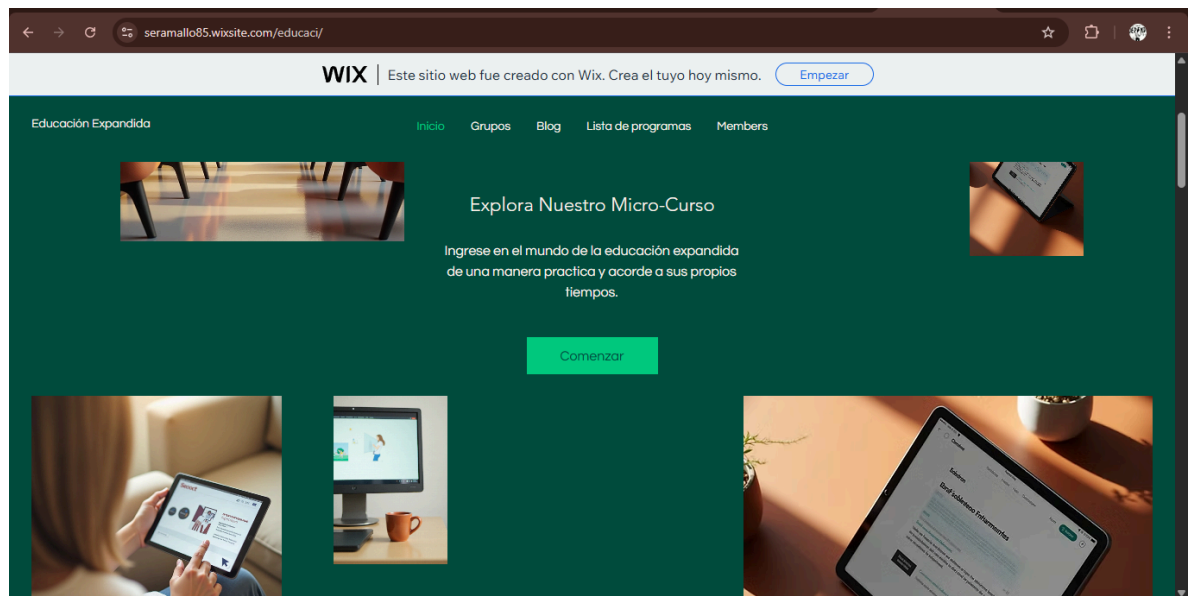 seramallo85.wixsite.com/educaci/
WIX | Este sitio web fue creado con Wix. Crea el tuyo hoy mismo. Empezar
Educación Expandida
Inicio Grupos Blog Lista de programas Members
Explora Nuestro Micro-Curso
Ingrese en el mundo de la educación expandida
de una manera practica y acorde a sus propios
tiempos.
Comenzar